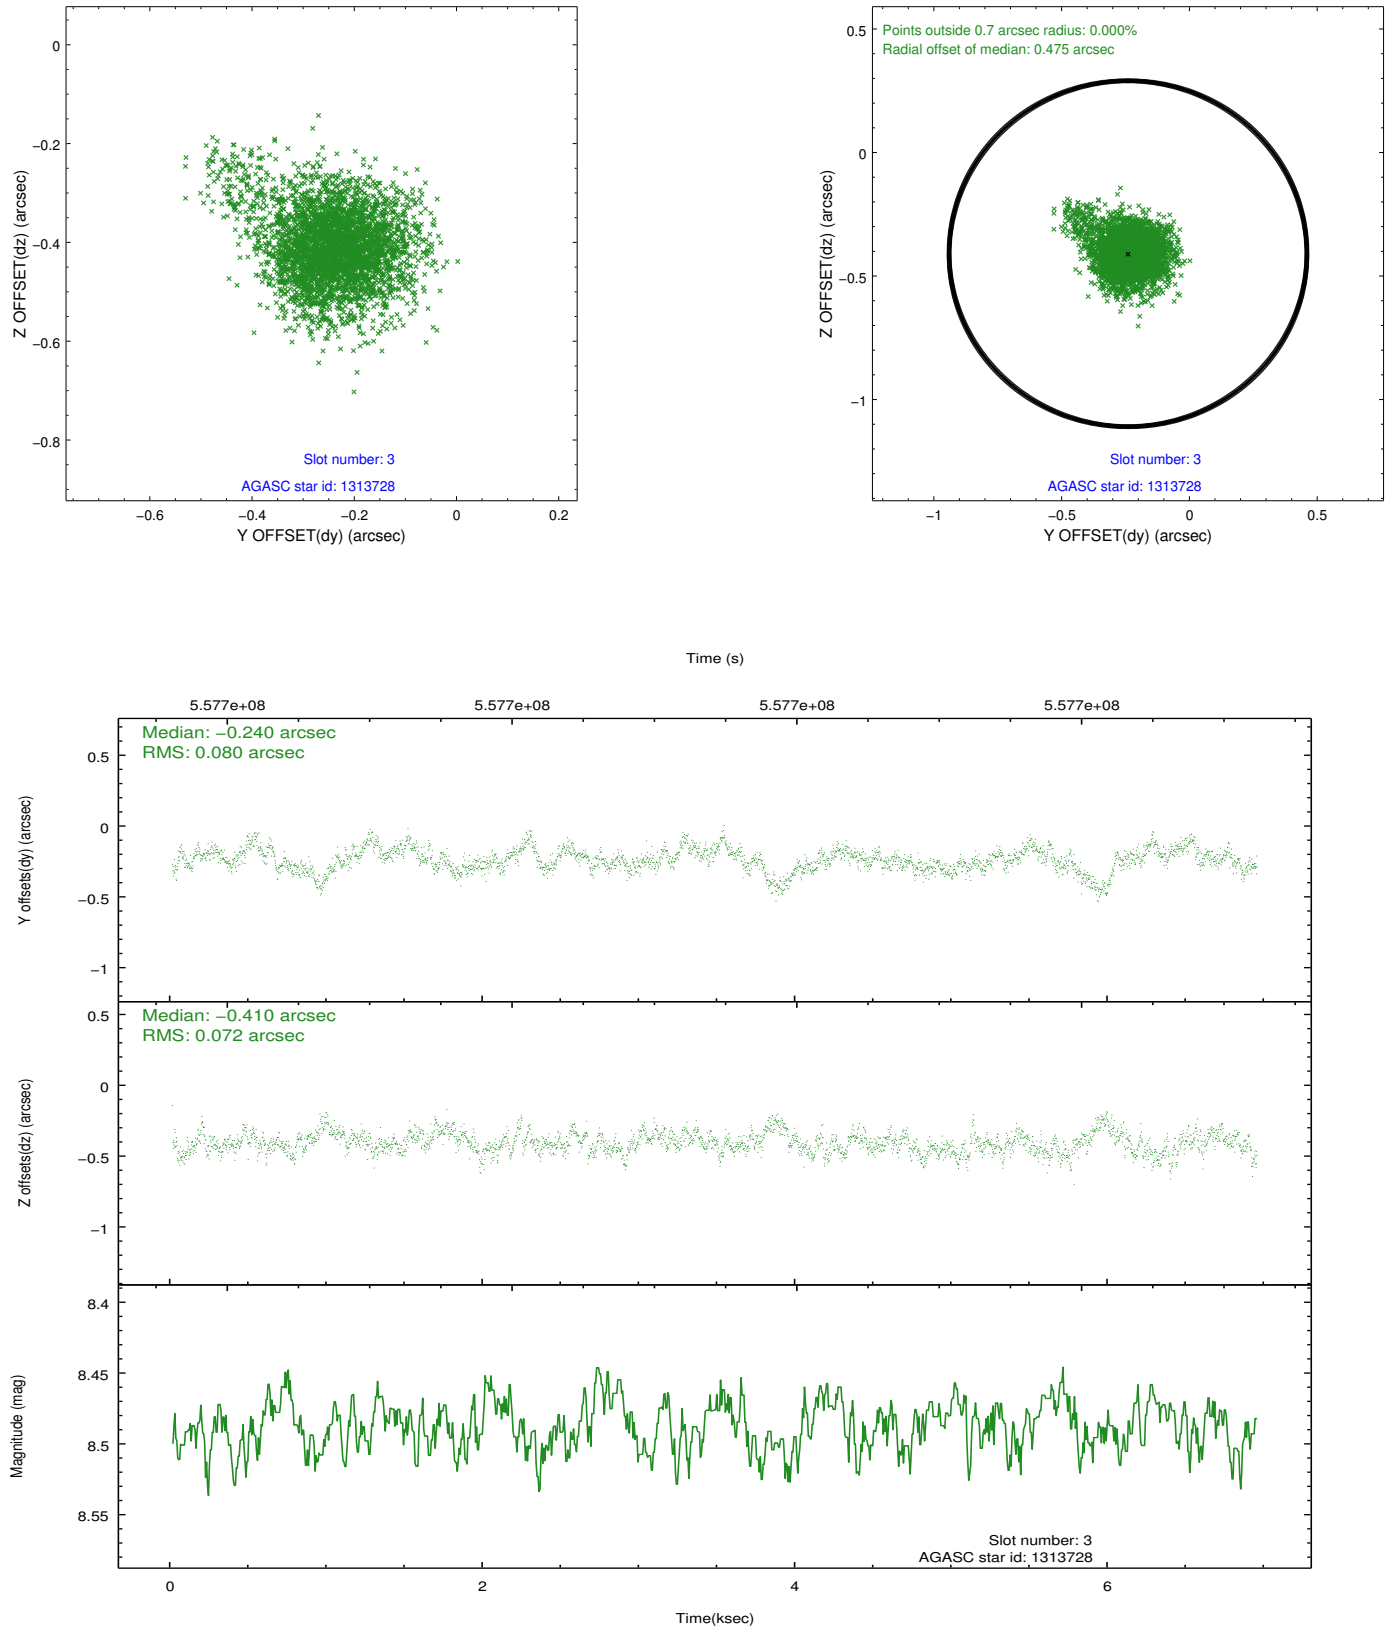 0
−0.2
−0.4
−0.6
−0.8
Z OFFSET(dz) (arcsec)
Slot number: 3
AGASC star id: 1313728
−0.6
−0.4
−0.2
0
0.2
Y OFFSET(dy) (arcsec)
Points outside 0.7 arcsec radius: 0.000%
Radial offset of median: 0.475 arcsec
0.5
0
−0.5
−1
Z OFFSET(dz) (arcsec)
Slot number: 3
AGASC star id: 1313728
−1
−0.5
0
0.5
Y OFFSET(dy) (arcsec)
Time (s)
5.577e+08
5.577e+08
5.577e+08
5.577e+08
Median: −0.240 arcsec
RMS: 0.080 arcsec
0.5
0
−0.5
−1
Y offsets(dy) (arcsec)
Median: −0.410 arcsec
RMS: 0.072 arcsec
0.5
0
−0.5
−1
Z offsets(dz) (arcsec)
8.4
8.45
8.5
8.55
Magnitude (mag)
Slot number: 3
AGASC star id: 1313728
0
2
4
6
Time(ksec)